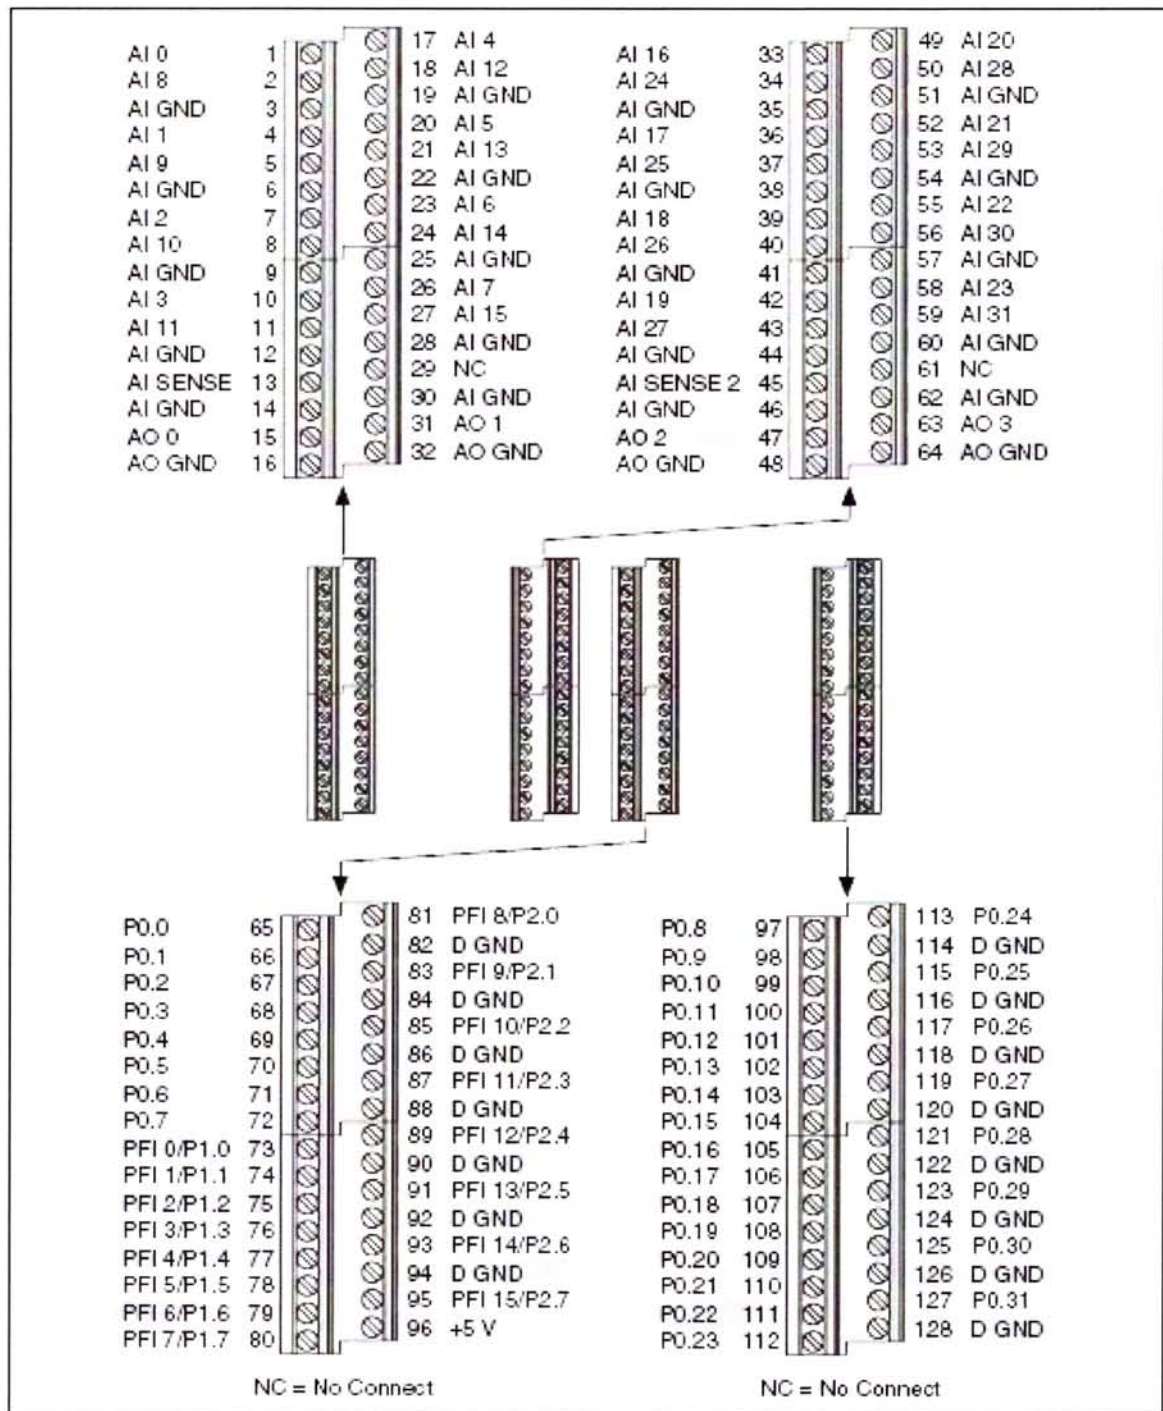 AI 0 1
AI 8 2
AI GND 3
AI 1 4
AI 9 5
AI GND 6
AI 2 7
AI 10 8
AI GND 9
AI 3 10
AI 11 11
AI GND 12
AI SENSE 13
AI GND 14
AO 0 15
AO GND 16
17 AI 4
18 AI 12
19 AI GND
20 AI 5
21 AI 13
22 AI GND
23 AI 6
24 AI 14
25 AI GND
26 AI 7
27 AI 15
28 AI GND
29 NC
30 AI GND
31 AO 1
32 AO GND
AI 16 33
AI 24 34
AI GND 35
AI 17 36
AI 25 37
AI GND 38
AI 18 39
AI 26 40
AI GND 41
AI 19 42
AI 27 43
AI GND 44
AI SENSE 2 45
AI GND 46
AO 2 47
AO GND 48
49 AI 20
50 AI 28
51 AI GND
52 AI 21
53 AI 29
54 AI GND
55 AI 22
56 AI 30
57 AI GND
58 AI 23
59 AI 31
60 AI GND
61 NC
62 AI GND
63 AO 3
64 AO GND
P0.0 65
P0.1 66
P0.2 67
P0.3 68
P0.4 69
P0.5 70
P0.6 71
P0.7 72
PFI 0/P1.0 73
PFI 1/P1.1 74
PFI 2/P1.2 75
PFI 3/P1.3 76
PFI 4/P1.4 77
PFI 5/P1.5 78
PFI 6/P1.6 79
PFI 7/P1.7 80
81 PFI 8/P2.0
82 D GND
83 PFI 9/P2.1
84 D GND
85 PFI 10/P2.2
86 D GND
87 PFI 11/P2.3
88 D GND
89 PFI 12/P2.4
90 D GND
91 PFI 13/P2.5
92 D GND
93 PFI 14/P2.6
94 D GND
95 PFI 15/P2.7
96 +5 V
NC = No Connect
P0.8 97
P0.9 98
P0.10 99
P0.11 100
P0.12 101
P0.13 102
P0.14 103
P0.15 104
P0.16 105
P0.17 106
P0.18 107
P0.19 108
P0.20 109
P0.21 110
P0.22 111
P0.23 112
113 P0.24
114 D GND
115 P0.25
116 D GND
117 P0.26
118 D GND
119 P0.27
120 D GND
121 P0.28
122 D GND
123 P0.29
124 D GND
125 P0.30
126 D GND
127 P0.31
128 D GND
NC = No Connect